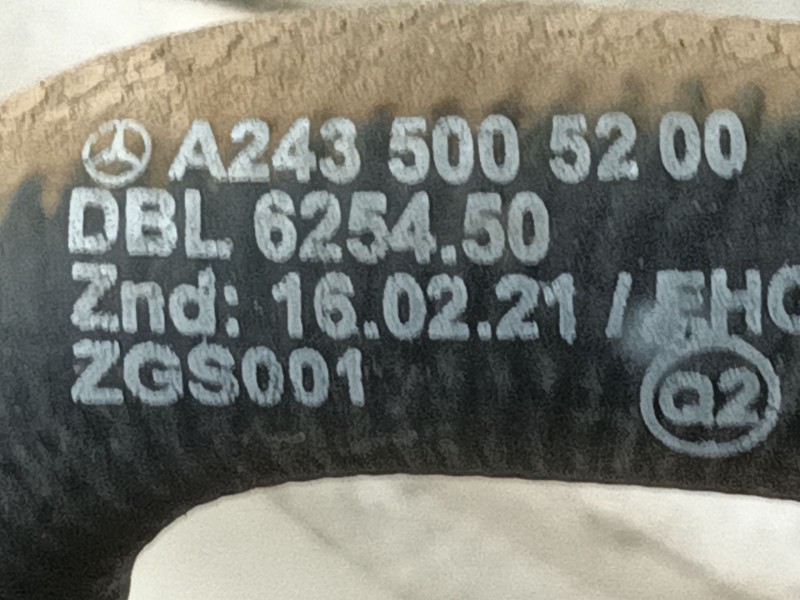 A243 500 52 00
DBL 6254.50
Znd: 16.02.21 /
ZGS001
Q2